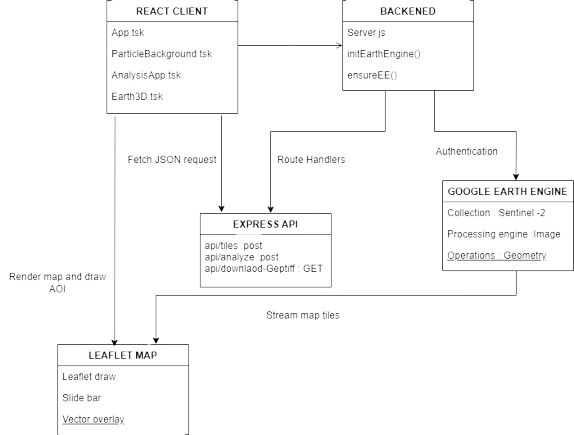 REACT CLIENT
App.tsk
ParticleBackground.tsk
AnalysisApp.tsk
Earth3D.tsk
BACKENED
Server.js
initEarthEngine()
ensureEE()
Fetch JSON request
Route Handlers
Authentication
GOOGLE EARTH ENGINE
Collection : Sentinel -2
Processing engine :Image
Operations : Geometry
EXPRESS API
api/tiles :post
api/analyze :post
api/downlaod-Geptiff : GET
Render map and draw
AOI
Stream map tiles
LEAFLET MAP
Leaflet draw
Slide bar
Vector overlay